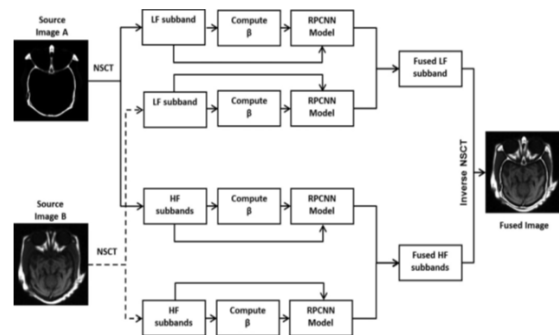 Source
Image A
NSCT
LF subband
Compute
β
RPCNN
Model
LF subband
Compute
β
RPCNN
Model
Fused LF
subband
Source
Image B
NSCT
HF
subbands
Compute
β
RPCNN
Model
HF
subbands
Compute
β
RPCNN
Model
Fused HF
subbands
Inverse NSCT
Fused Image